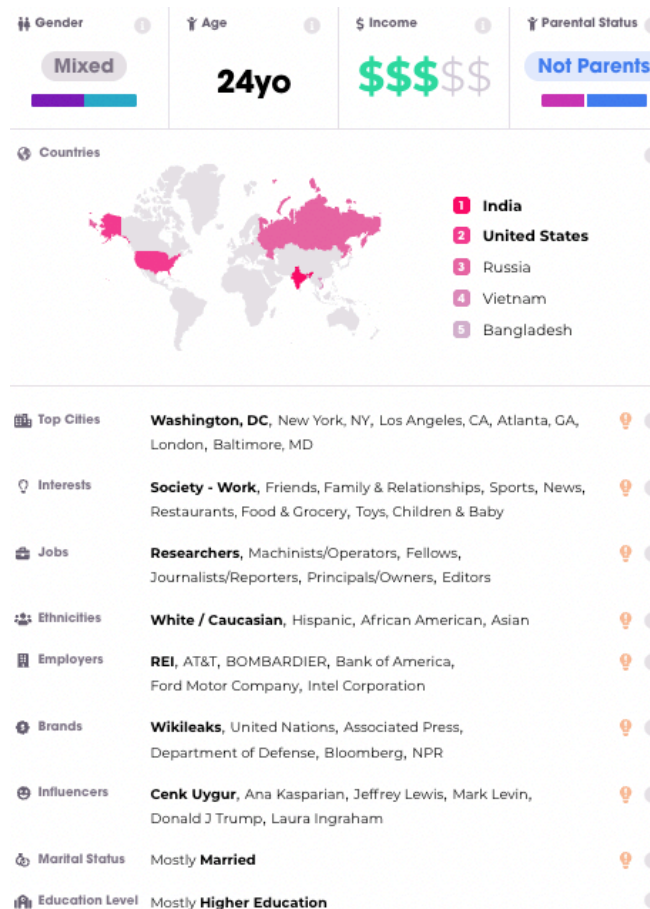 Gender
Age
$ Income
Parental Status
Mixed
24yo
$$$$$
Not Parents
Countries
1 India
2 United States
3 Russia
4 Vietnam
5 Bangladesh
Top Cities
Washington, DC, New York, NY, Los Angeles, CA, Atlanta, GA,
London, Baltimore, MD
Interests
Society - Work, Friends, Family & Relationships, Sports, News,
Restaurants, Food & Grocery, Toys, Children & Baby
Jobs
Researchers, Machinists/Operators, Fellows,
Journalists/Reporters, Principals/Owners, Editors
Ethnicities
White / Caucasian, Hispanic, African American, Asian
Employers
REI, AT&T, BOMBARDIER, Bank of America,
Ford Motor Company, Intel Corporation
Brands
Wikileaks, United Nations, Associated Press,
Department of Defense, Bloomberg, NPR
Influencers
Cenk Uygur, Ana Kasparian, Jeffrey Lewis, Mark Levin,
Donald J Trump, Laura Ingraham
Marital Status
Mostly Married
Education Level
Mostly Higher Education